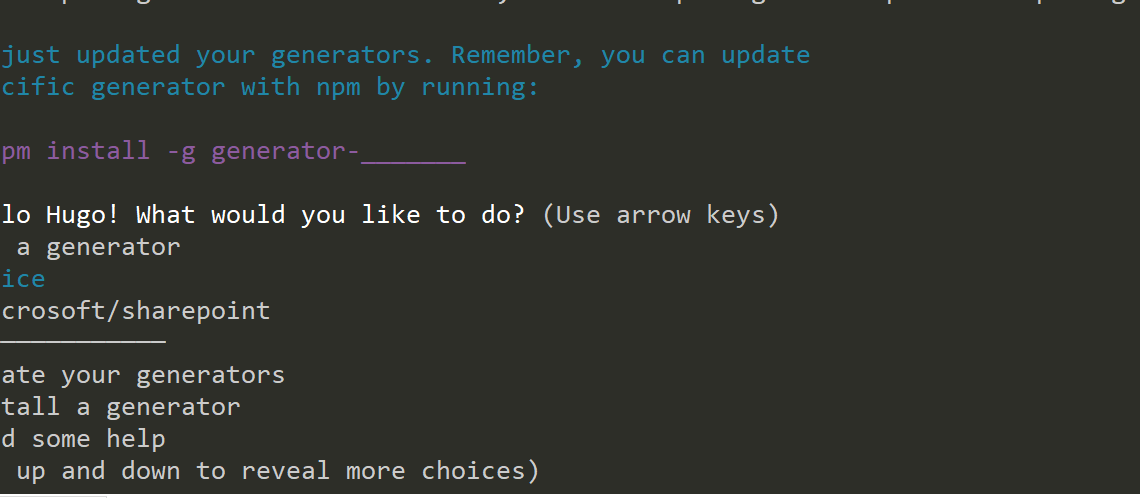 just updated your generators. Remember, you can update
cific generator with npm by running:
pm install -g generator-_______
lo Hugo! What would you like to do? (Use arrow keys)
a generator
ice
crosoft/sharepoint
───────────
ate your generators
tall a generator
d some help
up and down to reveal more choices)